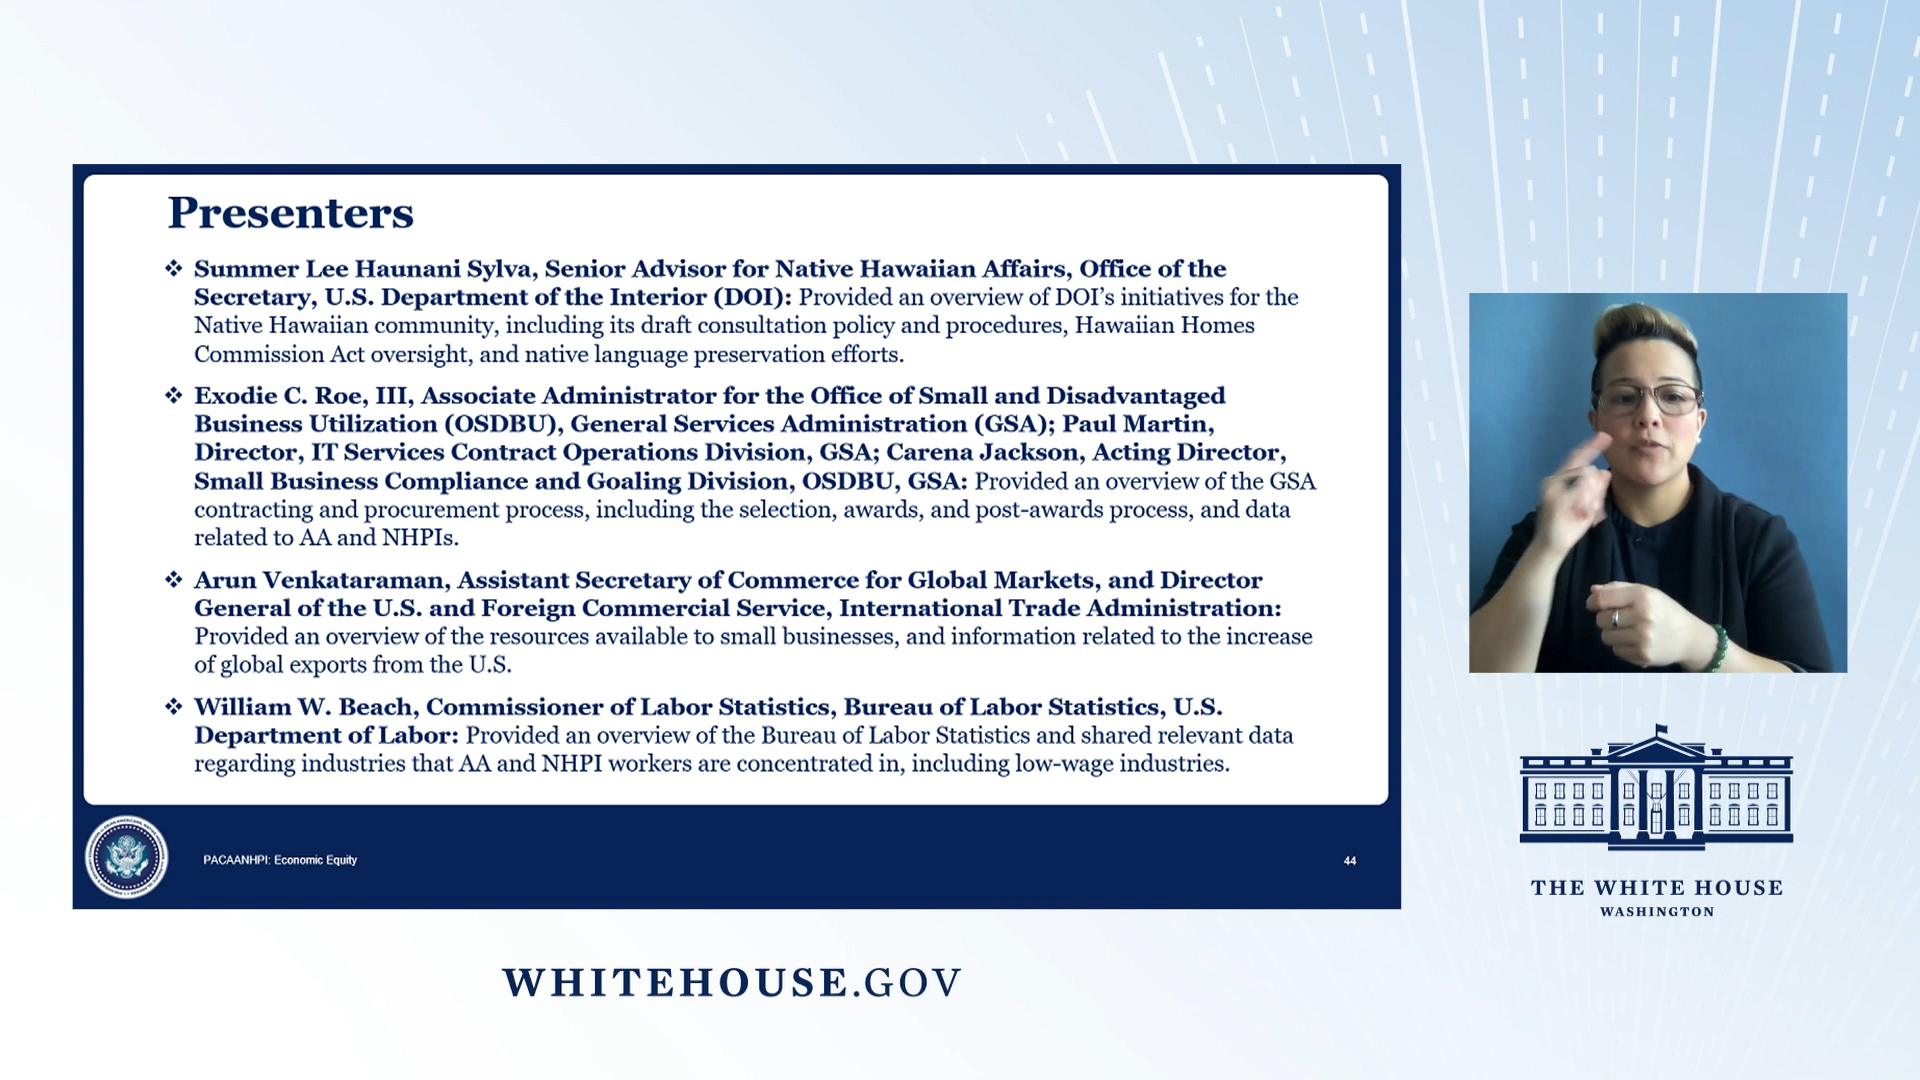 Presenters
❖ Summer Lee Haunani Sylva, Senior Advisor for Native Hawaiian Affairs, Office of the
Secretary, U.S. Department of the Interior (DOI): Provided an overview of DOI’s initiatives for the
Native Hawaiian community, including its draft consultation policy and procedures, Hawaiian Homes
Commission Act oversight, and native language preservation efforts.
❖ Exodie C. Roe, III, Associate Administrator for the Office of Small and Disadvantaged
Business Utilization (OSDBU), General Services Administration (GSA); Paul Martin,
Director, IT Services Contract Operations Division, GSA; Carena Jackson, Acting Director,
Small Business Compliance and Goaling Division, OSDBU, GSA: Provided an overview of the GSA
contracting and procurement process, including the selection, awards, and post-awards process, and data
related to AA and NHPIs.
❖ Arun Venkataraman, Assistant Secretary of Commerce for Global Markets, and Director
General of the U.S. and Foreign Commercial Service, International Trade Administration:
Provided an overview of the resources available to small businesses, and information related to the increase
of global exports from the U.S.
❖ William W. Beach, Commissioner of Labor Statistics, Bureau of Labor Statistics, U.S.
Department of Labor: Provided an overview of the Bureau of Labor Statistics and shared relevant data
regarding industries that AA and NHPI workers are concentrated in, including low-wage industries.
PACAANHPI: Economic Equity
44
THE WHITE HOUSE
WASHINGTON
WHITEHOUSE.GOV